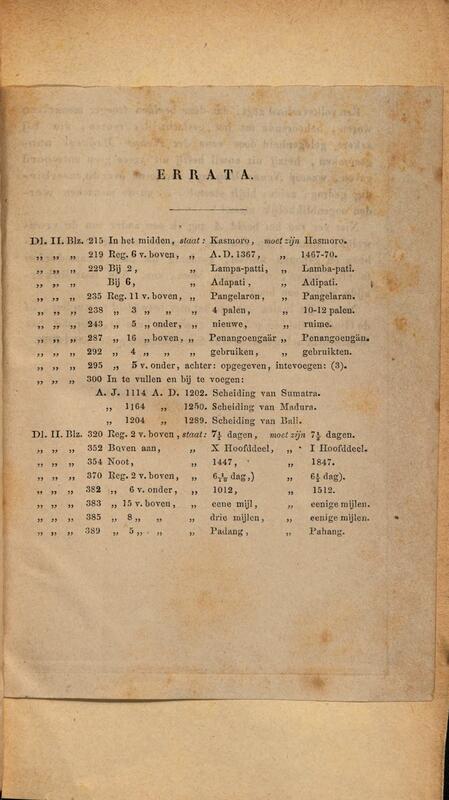 ERRATA.
Dl. II. Blz. 215 In het midden, staat: Kasmoro, moet zijn Hasmoro.
„ „ „ 219 Reg. 6 v. boven, „ A.D. 1367, „ 1467-70.
„ „ „ 229 Bij 2, „ Lampa-patti, „ Lamba-pati.
Bij 6, „ Adapati, „ Adipati.
„ „ „ 235 Reg. 11 v. boven, „ Pangelaron, „ Pangelaran.
„ „ „ 238 „ 3 „ „ „ 4 palen, „ 10-12 palen.
„ „ „ 243 „ 5 „ onder, „ nieuwe, „ ruime.
„ „ „ 287 „ 16 „ boven, „ Penangoengaär „ Penangoengän.
„ „ „ 292 „ 4 „ „ „ gebruiken, „ gebruikten.
„ „ „ 295 „ 5 v. onder, achter: opgegeven, intevoegen: (3).
„ „ „ 300 In te vullen en bij te voegen:
A. J. 1114 A. D. 1202. Scheiding van Sumatra.
„ 1164 „ 1250. Scheiding van Madura.
„ 1204 „ 1289. Scheiding van Bali.
Dl. II. Blz. 320 Reg. 2 v. boven, staat: 7½ dagen, moet zijn 7½ dagen.
„ „ „ 352 Boven aan, „ X Hoofddeel, „ I Hoofddeel.
„ „ „ 354 Noot, „ 1447, „ 1847.
„ „ „ 370 Reg. 2 v. boven, „ dag,) „ dag).
„ „ „ 382 „ 6 v. onder, „ 1012, „ 1512.
„ „ „ 383 „ 15 v. boven, „ eene mijl, „ eenige mijlen.
„ „ „ 385 „ 8 „ „ „ drie mijlen, „ eenige mijlen.
„ „ „ 389 „ 5 „ „ „ Padang, „ Pahang.